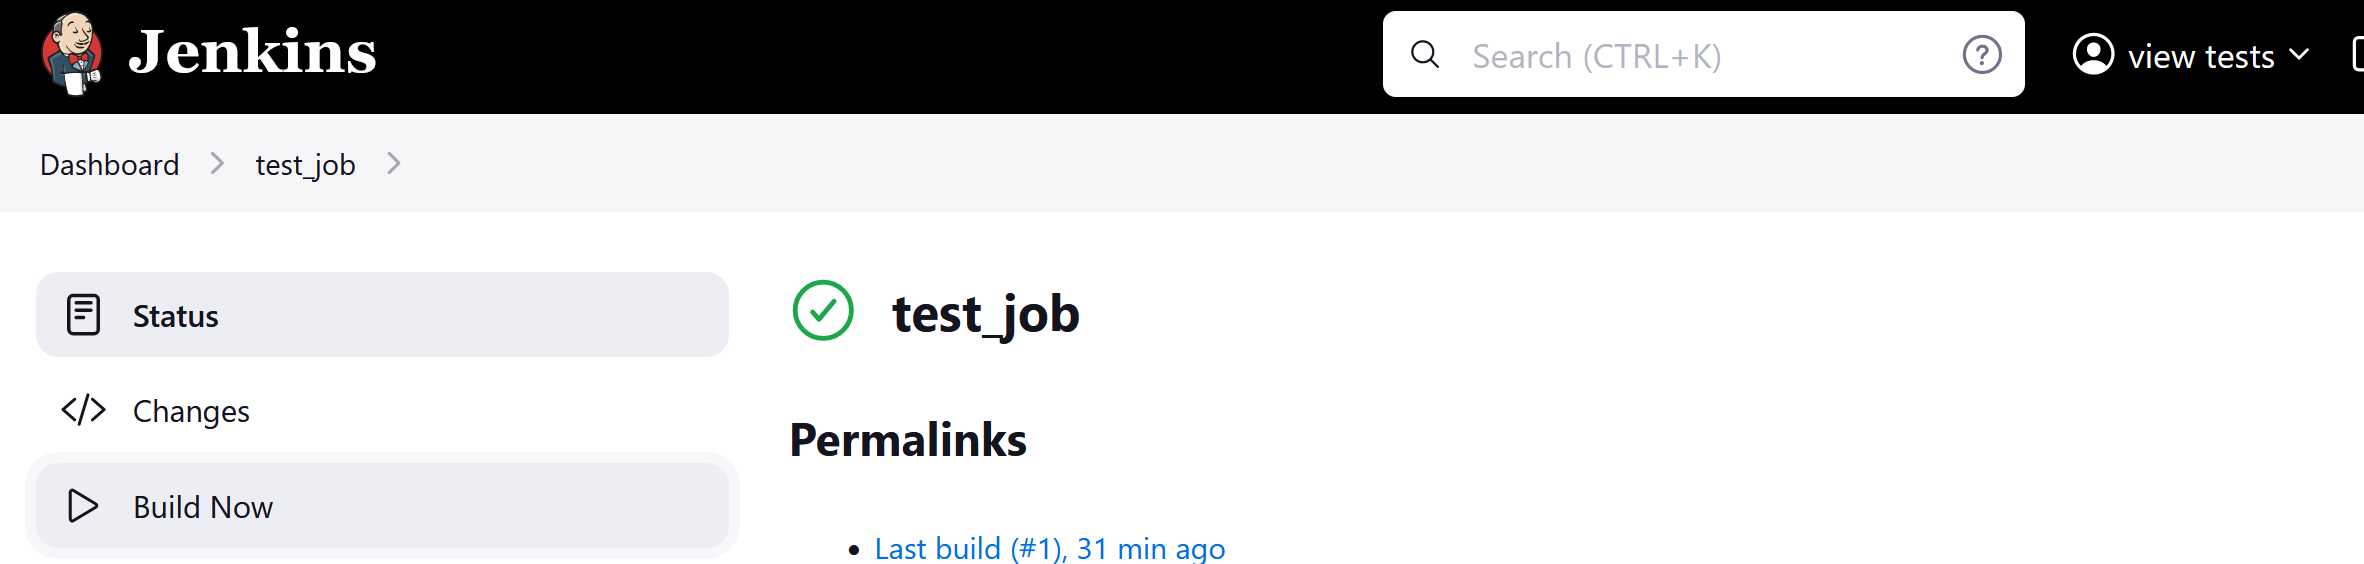 Jenkins
Search (CTRL+K)
view tests
Dashboard
test_job
Status
Changes
Build Now
test_job
Permalinks
Last build (#1), 31 min ago